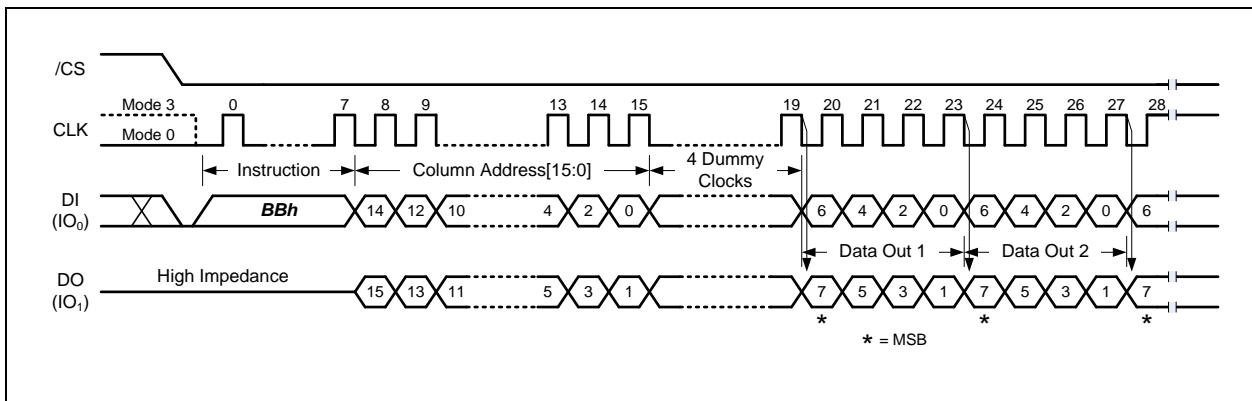 /CS
Mode 3 0 7 8 9 13 14 15 19 20 21 22 23 24 25 26 27 28
CLK
Mode 0
Instruction Column Address[15:0] 4 Dummy
Clocks
DI
(IO0)
BBh 14 12 10 4 2 0 6 4 2 0 6 4 2 0 6
Data Out 1 Data Out 2
High Impedance
DO
(IO1)
15 13 11 5 3 1 7 5 3 1 7 5 3 1 7
* * *
* = MSB